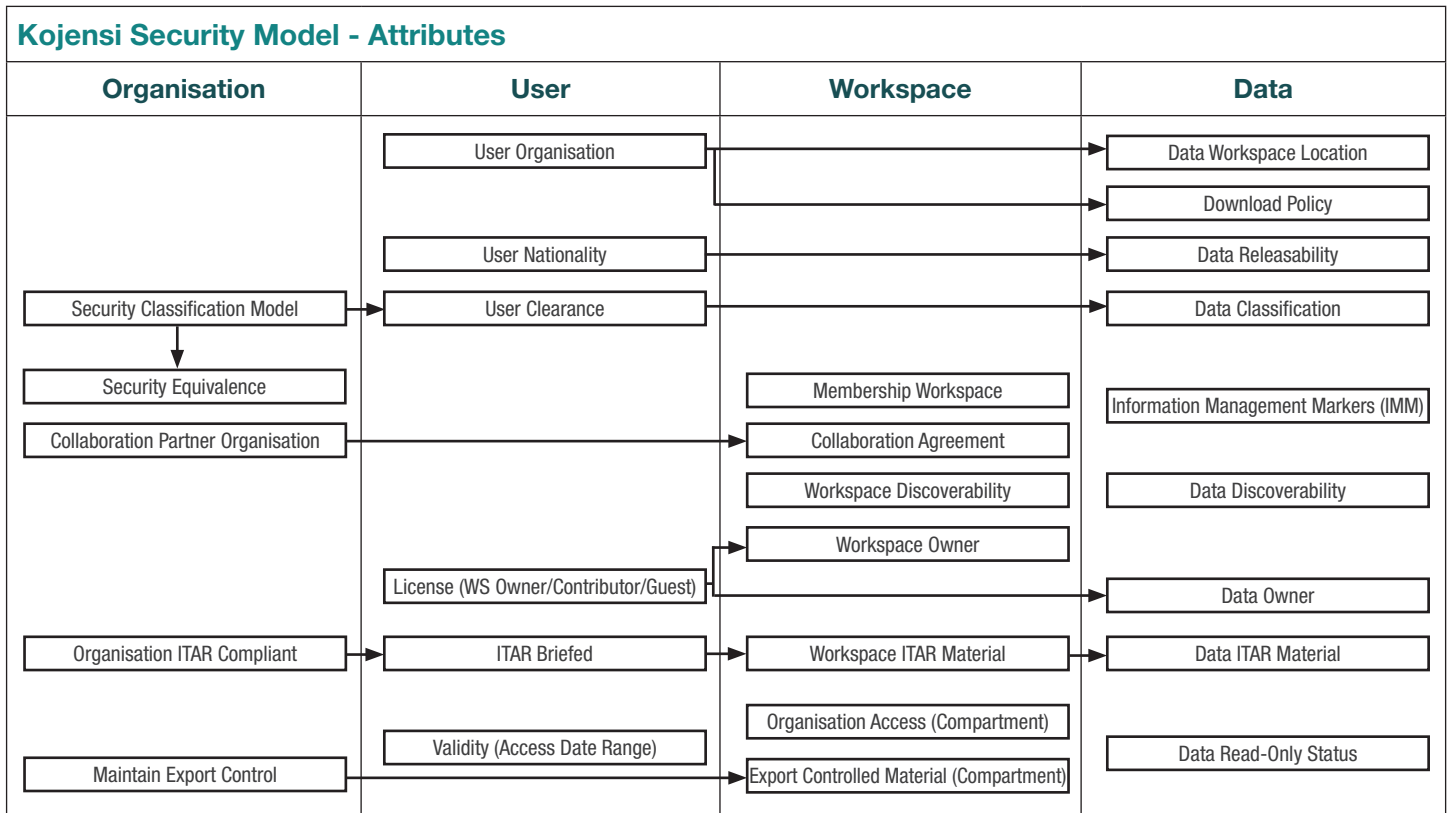 Kojensi Security Model - Attributes
Organisation
User
Workspace
Data
User Organisation
Data Workspace Location
Download Policy
User Nationality
Data Releasability
Security Classification Model
User Clearance
Data Classification
Security Equivalence
Membership Workspace
Information Management Markers (IMM)
Collaboration Partner Organisation
Collaboration Agreement
Workspace Discoverability
Data Discoverability
Workspace Owner
License (WS Owner/Contributor/Guest)
Data Owner
Organisation ITAR Compliant
ITAR Briefed
Workspace ITAR Material
Data ITAR Material
Organisation Access (Compartment)
Validity (Access Date Range)
Data Read-Only Status
Maintain Export Control
Export Controlled Material (Compartment)